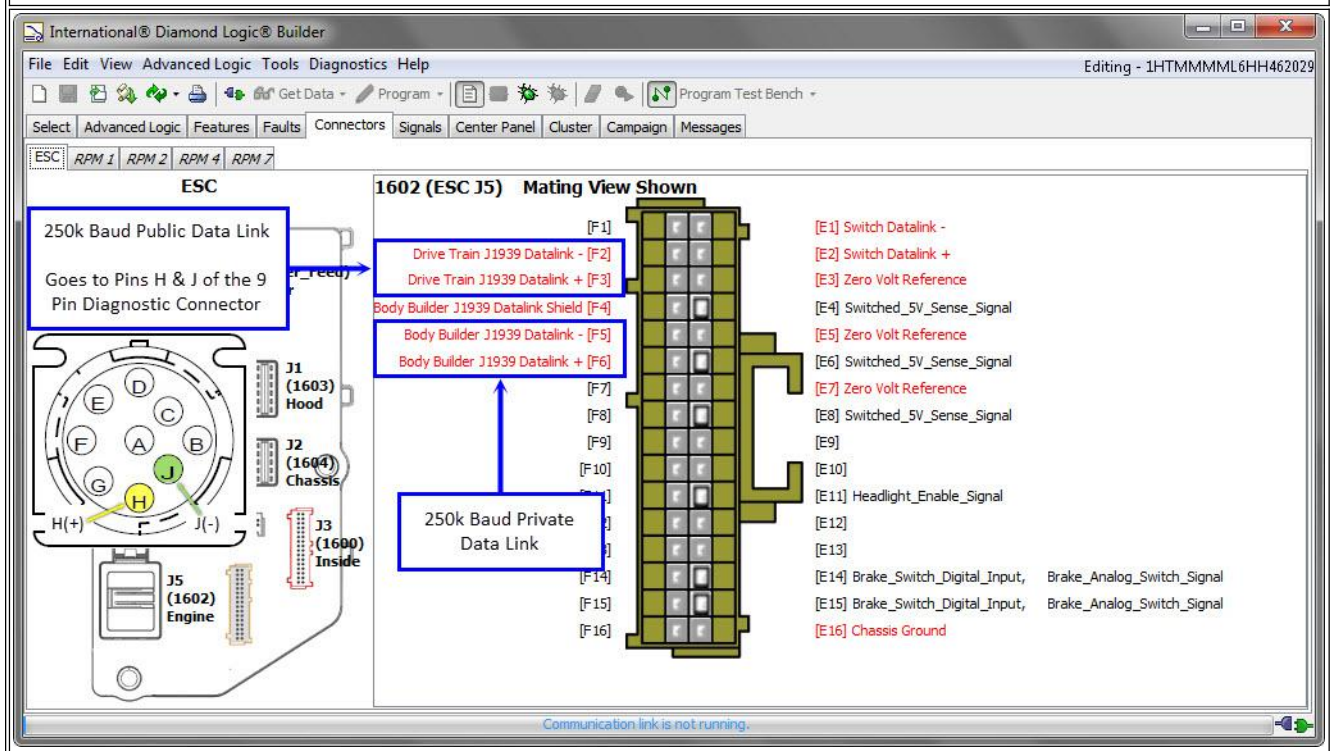 International® Diamond Logic® Builder
File Edit View Advanced Logic Tools Diagnostics Help
Editing - 1HTMMMML6HH462029
Get Data Program Program Test Bench
Select Advanced Logic Features Faults Connectors Signals Center Panel Cluster Campaign Messages
ESC RPM 1 RPM 2 RPM 4 RPM 7
ESC
1602 (ESC J5) Mating View Shown
250k Baud Public Data Link
Goes to Pins H & J of the 9
Pin Diagnostic Connector
[F1]
Drive Train J1939 Datalink - [F2]
Drive Train J1939 Datalink + [F3]
Body Builder J1939 Datalink Shield [F4]
Body Builder J1939 Datalink - [F5]
Body Builder J1939 Datalink + [F6]
[F7]
[F8]
[F9]
[F10]
[F14]
[F15]
[F16]
[E1] Switch Datalink -
[E2] Switch Datalink +
[E3] Zero Volt Reference
[E4] Switched_5V_Sense_Signal
[E5] Zero Volt Reference
[E6] Switched_5V_Sense_Signal
[E7] Zero Volt Reference
[E8] Switched_5V_Sense_Signal
[E9]
[E10]
[E11] Headlight_Enable_Signal
[E12]
[E13]
[E14] Brake_Switch_Digital_Input, Brake_Analog_Switch_Signal
[E15] Brake_Switch_Digital_Input, Brake_Analog_Switch_Signal
[E16] Chassis Ground
250k Baud Private
Data Link
D
E
C
F
A
B
G
J
H
H(+)
J(-)
J1
(1603)
Hood
J2
(1604)
Chassis
J3
(1600)
Inside
J5
(1602)
Engine
Communication link is not running.